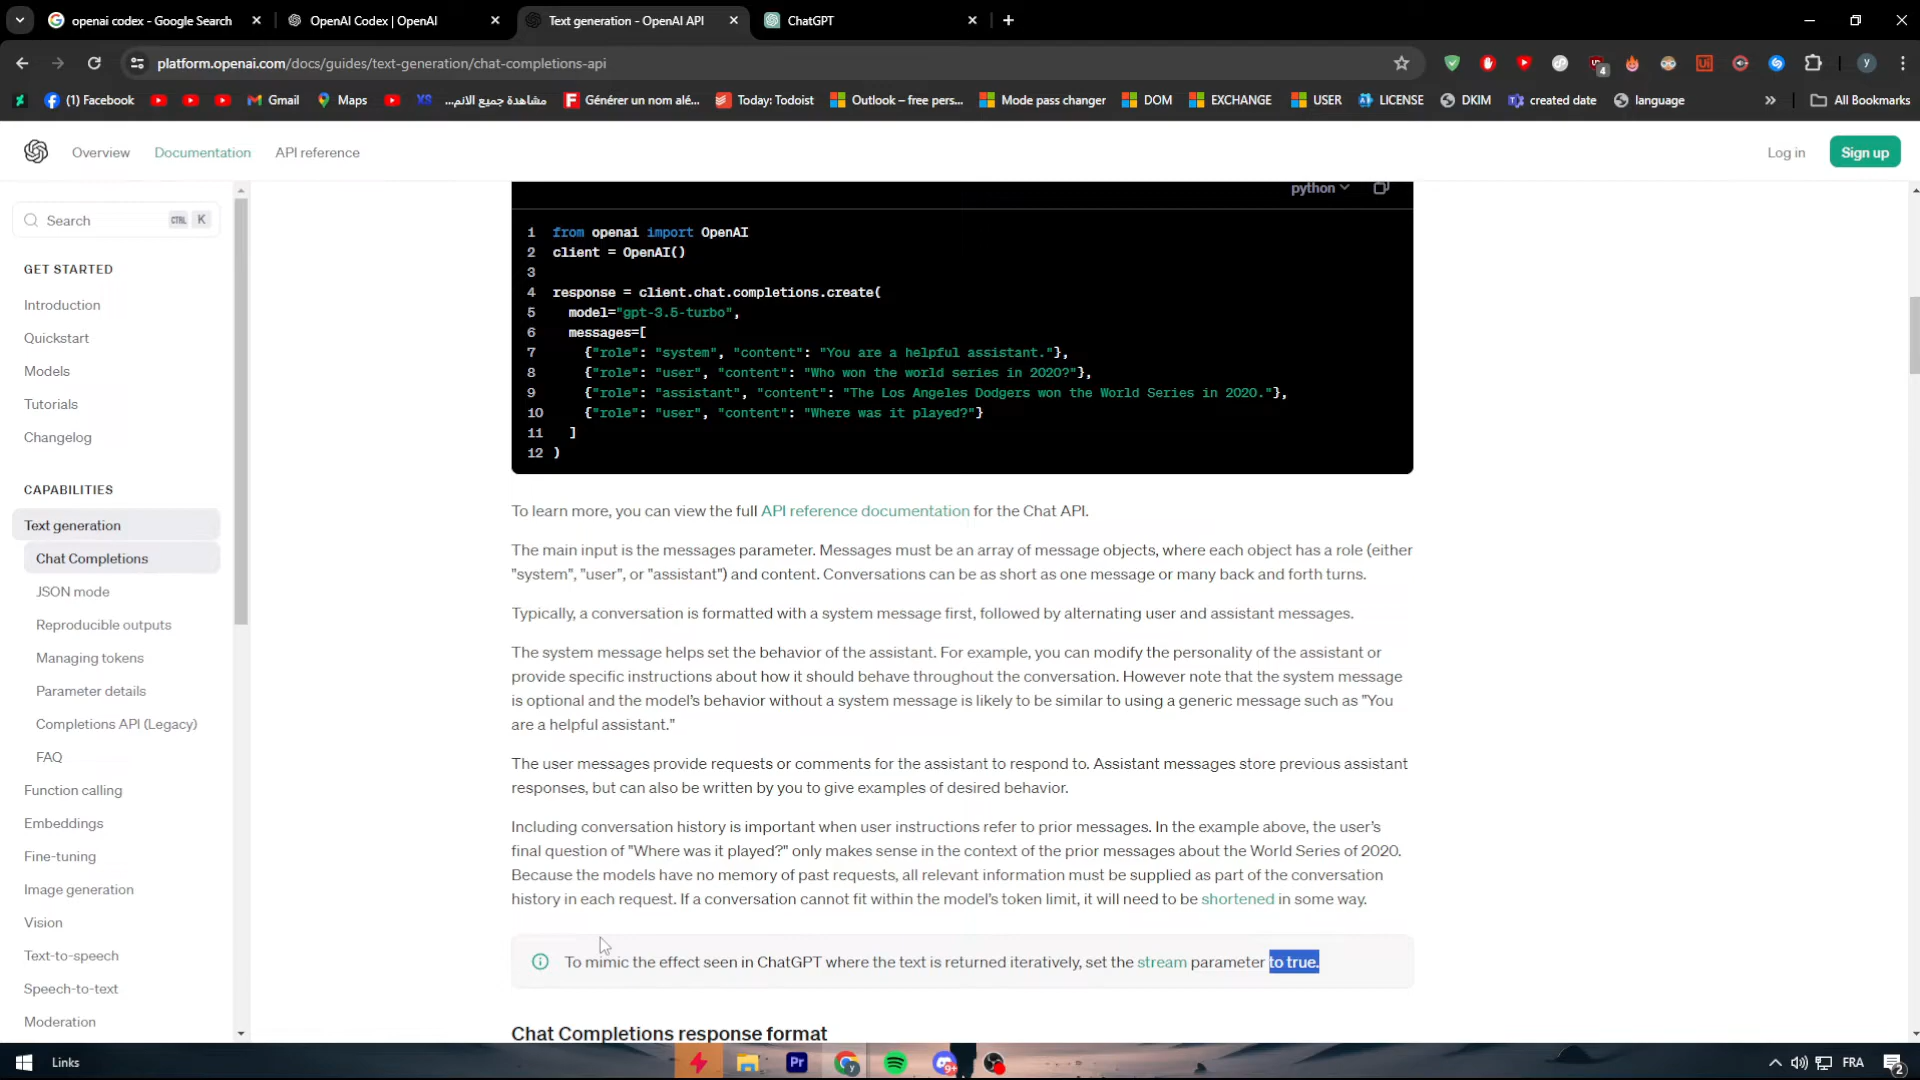 openai codex - Google Search
OpenAI Codex | OpenAI
Text generation - OpenAI API
ChatGPT
platform.openai.com/docs/guides/text-generation/chat-completions-api
4
y
(1) Facebook
Gmail
Maps
مشاهدة جميع الانم...
Générer un nom alé...
Today: Todoist
Outlook – free pers...
Mode pass changer
DOM
EXCHANGE
USER
LICENSE
DKIM
created date
language
All Bookmarks
Overview
Documentation
API reference
Log in
Sign up
Search
CTRL K
GET STARTED
Introduction
Quickstart
Models
Tutorials
Changelog
CAPABILITIES
Text generation
Chat Completions
JSON mode
Reproducible outputs
Managing tokens
Parameter details
Completions API (Legacy)
FAQ
Function calling
Embeddings
Fine-tuning
Image generation
Vision
Text-to-speech
Speech-to-text
Moderation
python
1 from openai import OpenAI
2 client = OpenAI()
3
4 response = client.chat.completions.create(
5 model="gpt-3.5-turbo",
6 messages=[
7 {"role": "system", "content": "You are a helpful assistant."},
8 {"role": "user", "content": "Who won the world series in 2020?"},
9 {"role": "assistant", "content": "The Los Angeles Dodgers won the World Series in 2020."},
10 {"role": "user", "content": "Where was it played?"}
11 ]
12 )
To learn more, you can view the full API reference documentation for the Chat API.
The main input is the messages parameter. Messages must be an array of message objects, where each object has a role (either
"system", "user", or "assistant") and content. Conversations can be as short as one message or many back and forth turns.
Typically, a conversation is formatted with a system message first, followed by alternating user and assistant messages.
The system message helps set the behavior of the assistant. For example, you can modify the personality of the assistant or
provide specific instructions about how it should behave throughout the conversation. However note that the system message
is optional and the model's behavior without a system message is likely to be similar to using a generic message such as "You
are a helpful assistant."
The user messages provide requests or comments for the assistant to respond to. Assistant messages store previous assistant
responses, but can also be written by you to give examples of desired behavior.
Including conversation history is important when user instructions refer to prior messages. In the example above, the user's
final question of "Where was it played?" only makes sense in the context of the prior messages about the World Series of 2020.
Because the models have no memory of past requests, all relevant information must be supplied as part of the conversation
history in each request. If a conversation cannot fit within the model's token limit, it will need to be shortened in some way.
To mimic the effect seen in ChatGPT where the text is returned iteratively, set the stream parameter to true.
Chat Completions response format
Links
Pr
9+
FRA
2